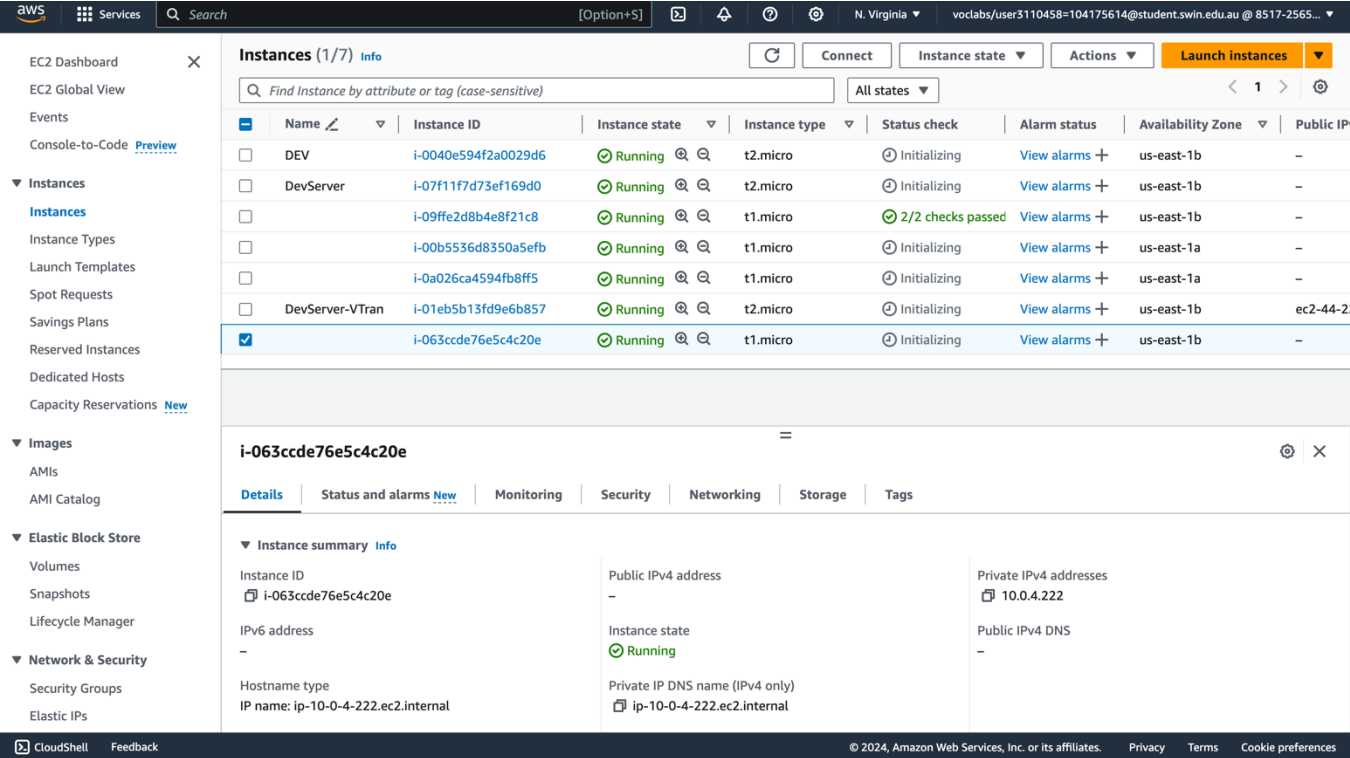 aws Services Search [Option+S] N. Virginia voclabs/user3110458=104175614@student.swin.edu.au @ 8517-2565...
EC2 Dashboard
EC2 Global View
Events
Console-to-Code Preview
Instances
Instances
Instance Types
Launch Templates
Spot Requests
Savings Plans
Reserved Instances
Dedicated Hosts
Capacity Reservations New
Images
AMIs
AMI Catalog
Elastic Block Store
Volumes
Snapshots
Lifecycle Manager
Network & Security
Security Groups
Elastic IPs
Instances (1/7) Info Connect Instance state Actions Launch instances
Find Instance by attribute or tag (case-sensitive) All states 1
Name Instance ID Instance state Instance type Status check Alarm status Availability Zone Public IP
DEV i-0040e594f2a0029d6 Running t2.micro Initializing View alarms + us-east-1b –
DevServer i-07f11f7d73ef169d0 Running t2.micro Initializing View alarms + us-east-1b –
i-09ffe2d8b4e8f21c8 Running t1.micro 2/2 checks passed View alarms + us-east-1b –
i-00b5536d8350a5efb Running t1.micro Initializing View alarms + us-east-1a –
i-0a026ca4594fb8ff5 Running t1.micro Initializing View alarms + us-east-1a –
DevServer-VTran i-01eb5b13fd9e6b857 Running t2.micro Initializing View alarms + us-east-1b ec2-44-2
i-063ccde76e5c4c20e Running t1.micro Initializing View alarms + us-east-1b –
i-063ccde76e5c4c20e
Details Status and alarms New Monitoring Security Networking Storage Tags
Instance summary Info
Instance ID Public IPv4 address Private IPv4 addresses
i-063ccde76e5c4c20e – 10.0.4.222
IPv6 address Instance state Public IPv4 DNS
– Running –
Hostname type Private IP DNS name (IPv4 only)
IP name: ip-10-0-4-222.ec2.internal ip-10-0-4-222.ec2.internal
CloudShell Feedback © 2024, Amazon Web Services, Inc. or its affiliates. Privacy Terms Cookie preferences